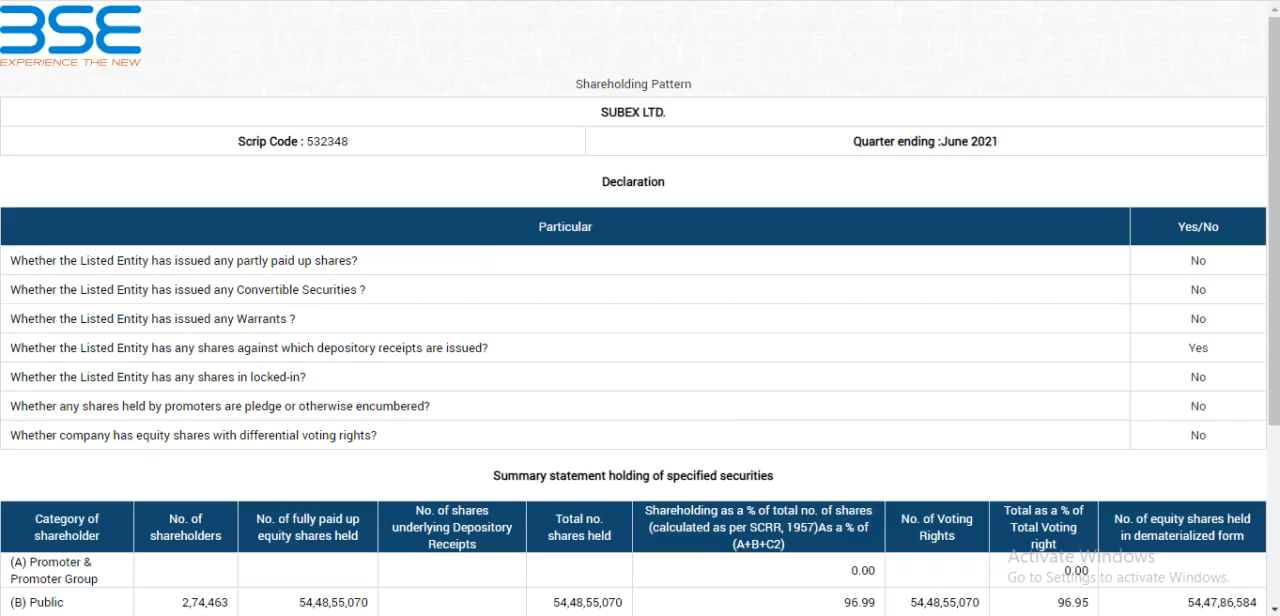 BSE
EXPERIENCE THE NEW
Shareholding Pattern
SUBEX LTD.
Scrip Code : 532348 Quarter ending :June 2021
Declaration
Particular Yes/No
Whether the Listed Entity has issued any partly paid up shares? No
Whether the Listed Entity has issued any Convertible Securities ? No
Whether the Listed Entity has issued any Warrants ? No
Whether the Listed Entity has any shares against which depository receipts are issued? Yes
Whether the Listed Entity has any shares in locked-in? No
Whether any shares held by promoters are pledge or otherwise encumbered? No
Whether company has equity shares with differential voting rights? No
Summary statement holding of specified securities
Category of
shareholder
No. of
shareholders
No. of fully paid up
equity shares held
No. of shares
underlying Depository
Receipts
Total no.
shares held
Shareholding as a % of total no. of shares
(calculated as per SCRR, 1957)As a % of
(A+B+C2)
No. of Voting
Rights
Total as a % of
Total Voting
right
No. of equity shares held
in dematerialized form
(A) Promoter &
Promoter Group
0.00 0.00
(B) Public 2,74,463 54,48,55,070 54,48,55,070 96.99 54,48,55,070 96.95 54,47,86,584
Activate Windows
Go to Settings to activate Windows.